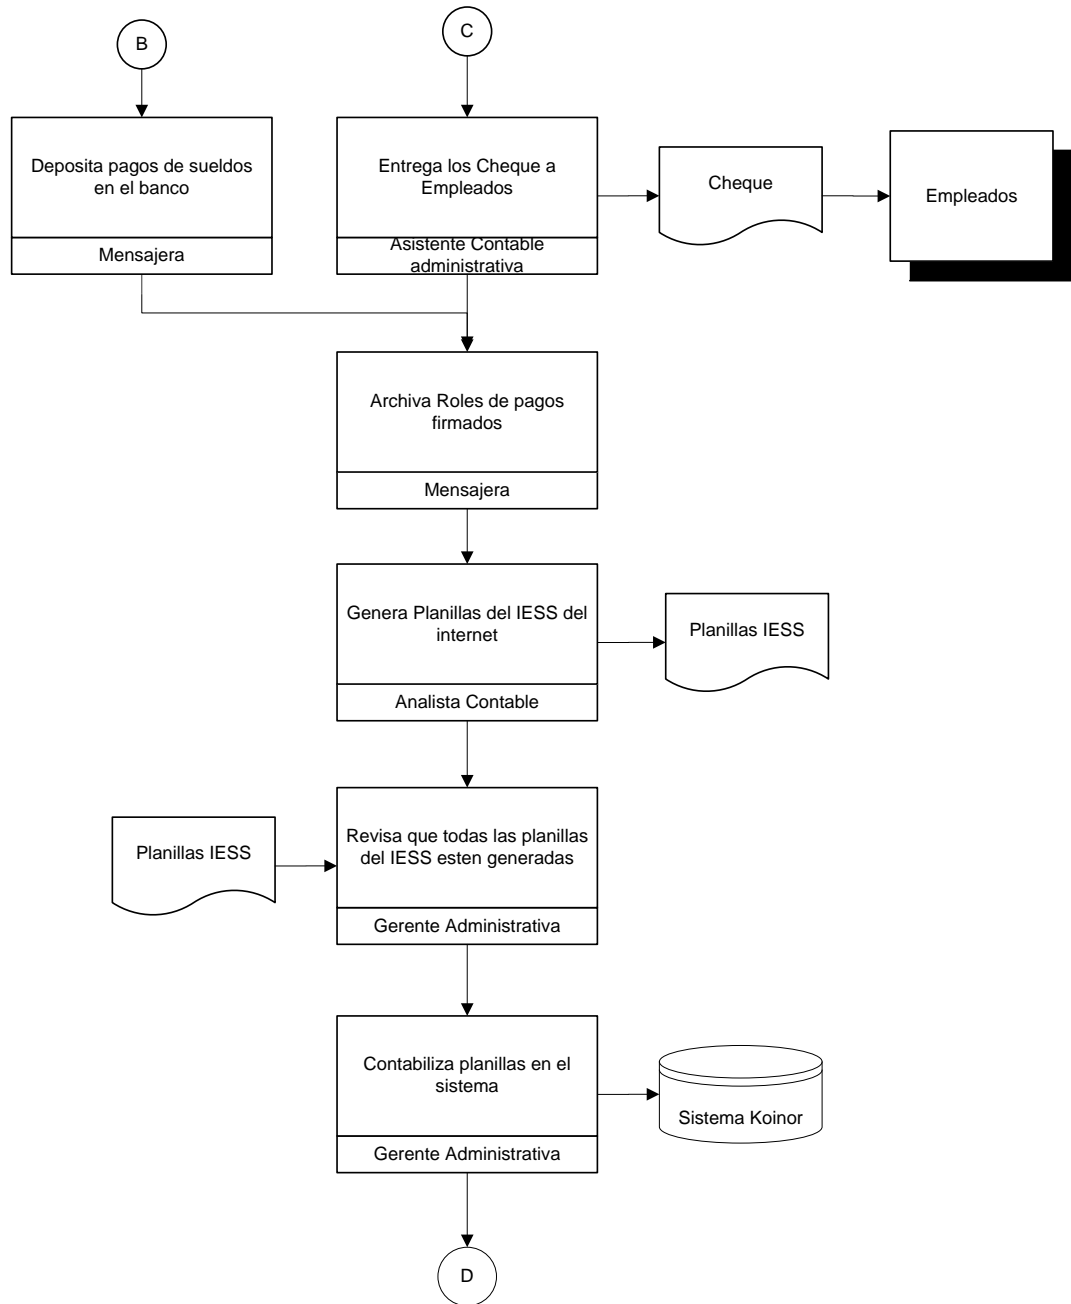 B
C
Deposita pagos de sueldos
en el banco
Mensajera
Entrega los Cheque a
Empleados
Asistente Contable
administrativa
Cheque
Empleados
Archiva Roles de pagos
firmados
Mensajera
Genera Planillas del IESS del
internet
Analista Contable
Planillas IESS
Planillas IESS
Revisa que todas las planillas
del IESS esten generadas
Gerente Administrativa
Contabiliza planillas en el
sistema
Gerente Administrativa
Sistema Koinor
D